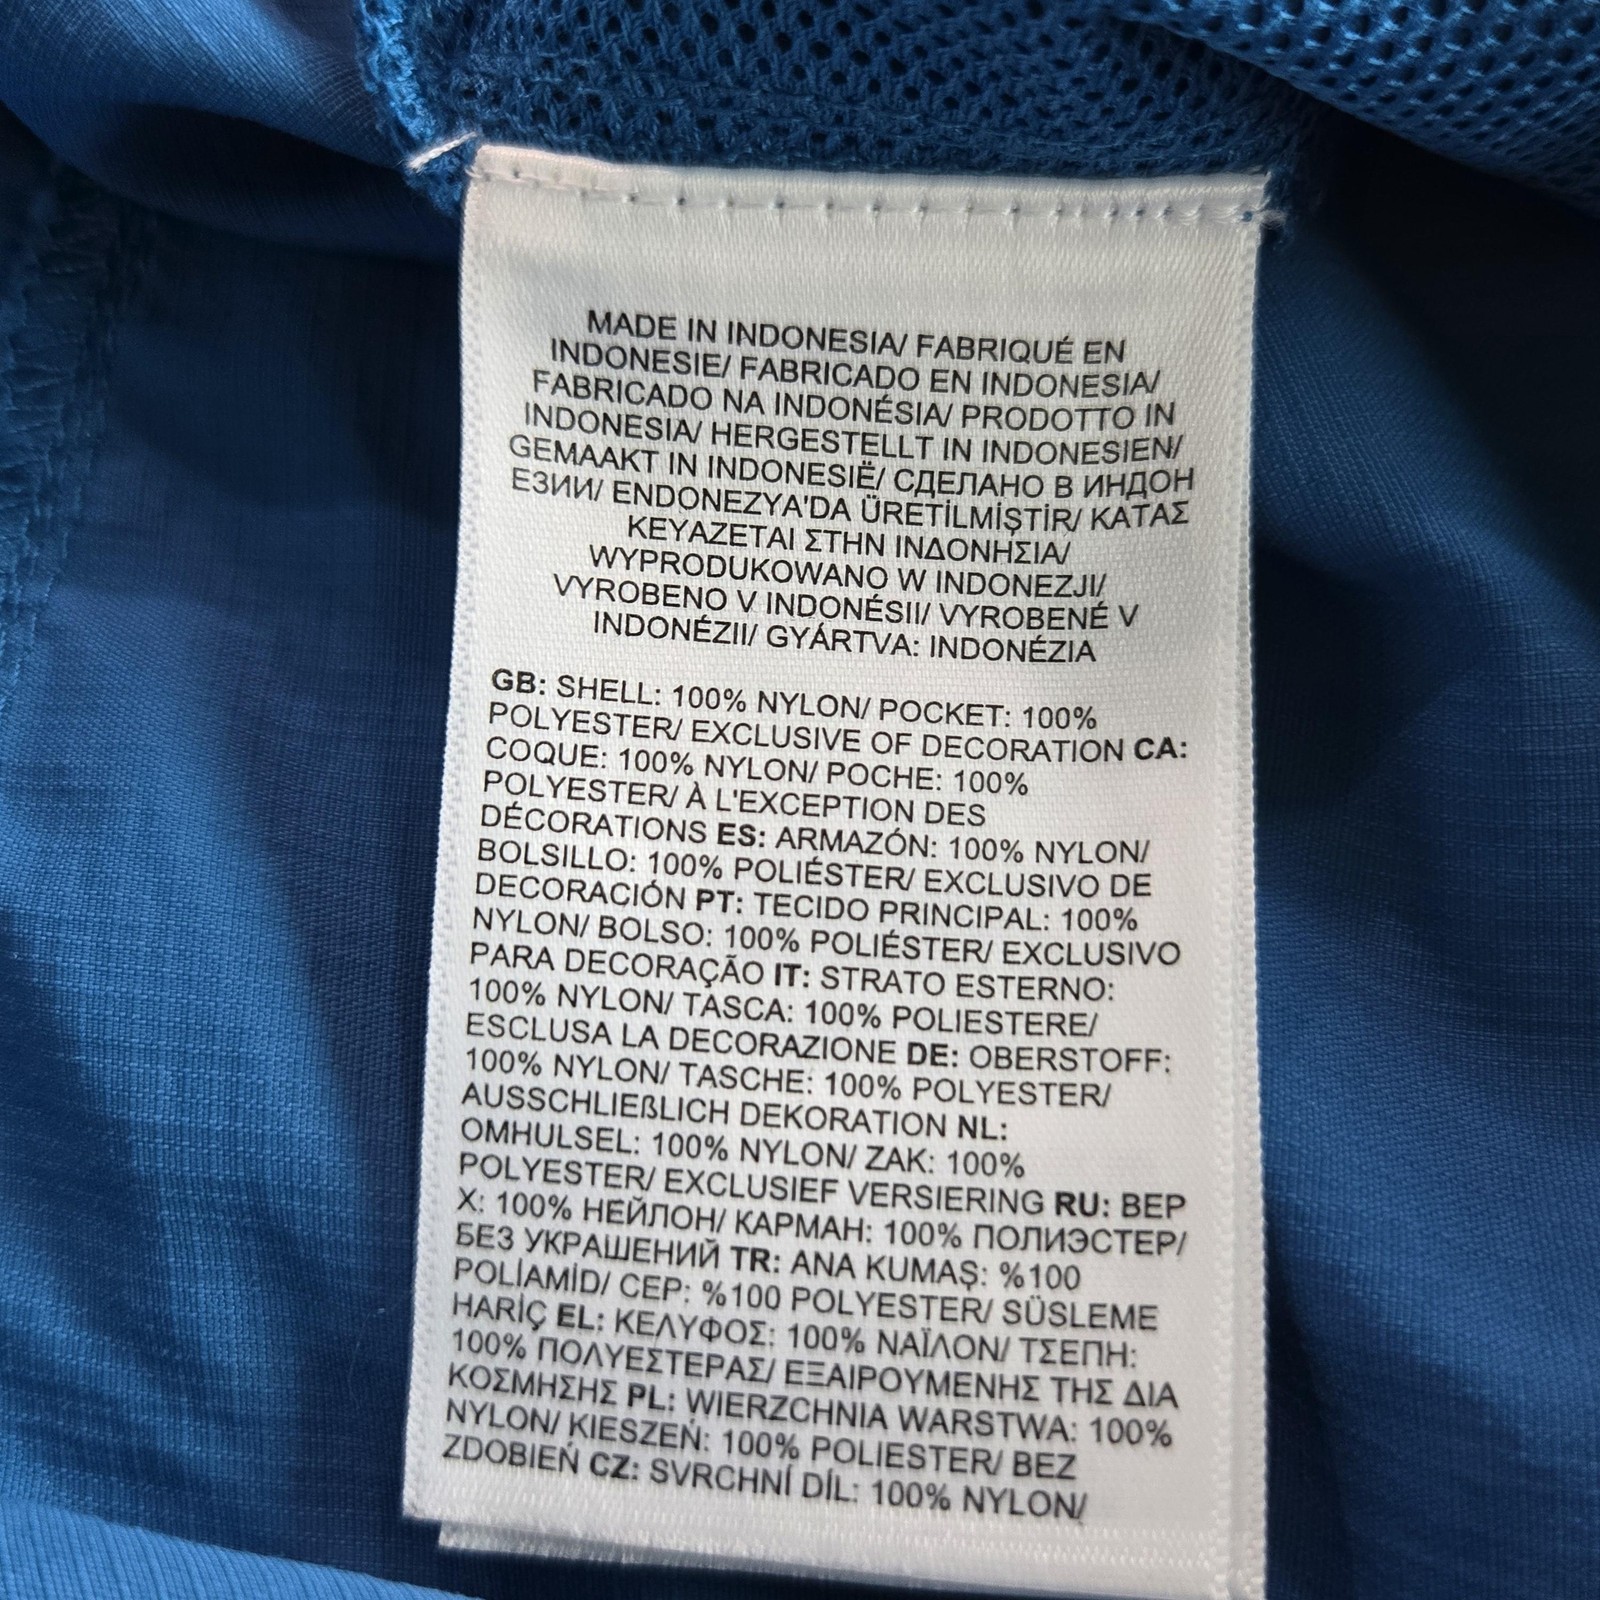 MADE IN INDONESIA/ FABRIQUÉ EN
INDONESIE/ FABRICADO EN INDONESIA/
FABRICADO NA INDONÉSIA/ PRODOTTO IN
INDONESIA/ HERGESTELLT IN INDONESIEN/
GEMAAKT IN INDONESIË/ СДЕЛАНО В ИНДОН
ЕЗИИ/ ENDONEZYA'DA ÜRETİLMİŞTİR/ ΚΑΤΑΣ
ΚΕΥΑΖΕΤΑΙ ΣΤΗΝ ΙΝΔΟΝΗΣΙΑ/
WYPRODUKOWANO W INDONEZJI/
VYROBENO V INDONÉSII/ VYROBENÉ V
INDONÉZII/ GYÁRTVA: INDONÉZIA
GB: SHELL: 100% NYLON/ POCKET: 100%
POLYESTER/ EXCLUSIVE OF DECORATION CA:
COQUE: 100% NYLON/ POCHE: 100%
POLYESTER/ À L'EXCEPTION DES
DÉCORATIONS ES: ARMAZÓN: 100% NYLON/
BOLSILLO: 100% POLIÉSTER/ EXCLUSIVO DE
DECORACIÓN PT: TECIDO PRINCIPAL: 100%
NYLON/ BOLSO: 100% POLIÉSTER/ EXCLUSIVO
PARA DECORAÇÃO IT: STRATO ESTERNO:
100% NYLON/ TASCA: 100% POLIESTERE/
ESCLUSA LA DECORAZIONE DE: OBERSTOFF:
100% NYLON/ TASCHE: 100% POLYESTER/
AUSSCHLIEßLICH DEKORATION NL:
OMHULSEL: 100% NYLON/ ZAK: 100%
POLYESTER/ EXCLUSIEF VERSIERING RU: ВЕР
Х: 100% НЕЙЛОН/ КАРМАН: 100% ПОЛИЭСТЕР/
БЕЗ УКРАШЕНИЙ TR: ANA KUMAŞ: %100
POLİAMİD/ CEP: %100 POLYESTER/ SÜSLEME
HARİÇ EL: ΚΕΛΥΦΟΣ: 100% ΝΑΪΛΟΝ/ ΤΣΕΠΗ:
100% ΠΟΛΥΕΣΤΕΡΑΣ/ ΕΞΑΙΡΟΥΜΕΝΗΣ ΤΗΣ ΔΙΑ
ΚΟΣΜΗΣΗΣ PL: WIERZCHNIA WARSTWA: 100%
NYLON/ KIESZEŃ: 100% POLIESTER/ BEZ
ZDOBIEŃ CZ: SVRCHNÍ DÍL: 100% NYLON/